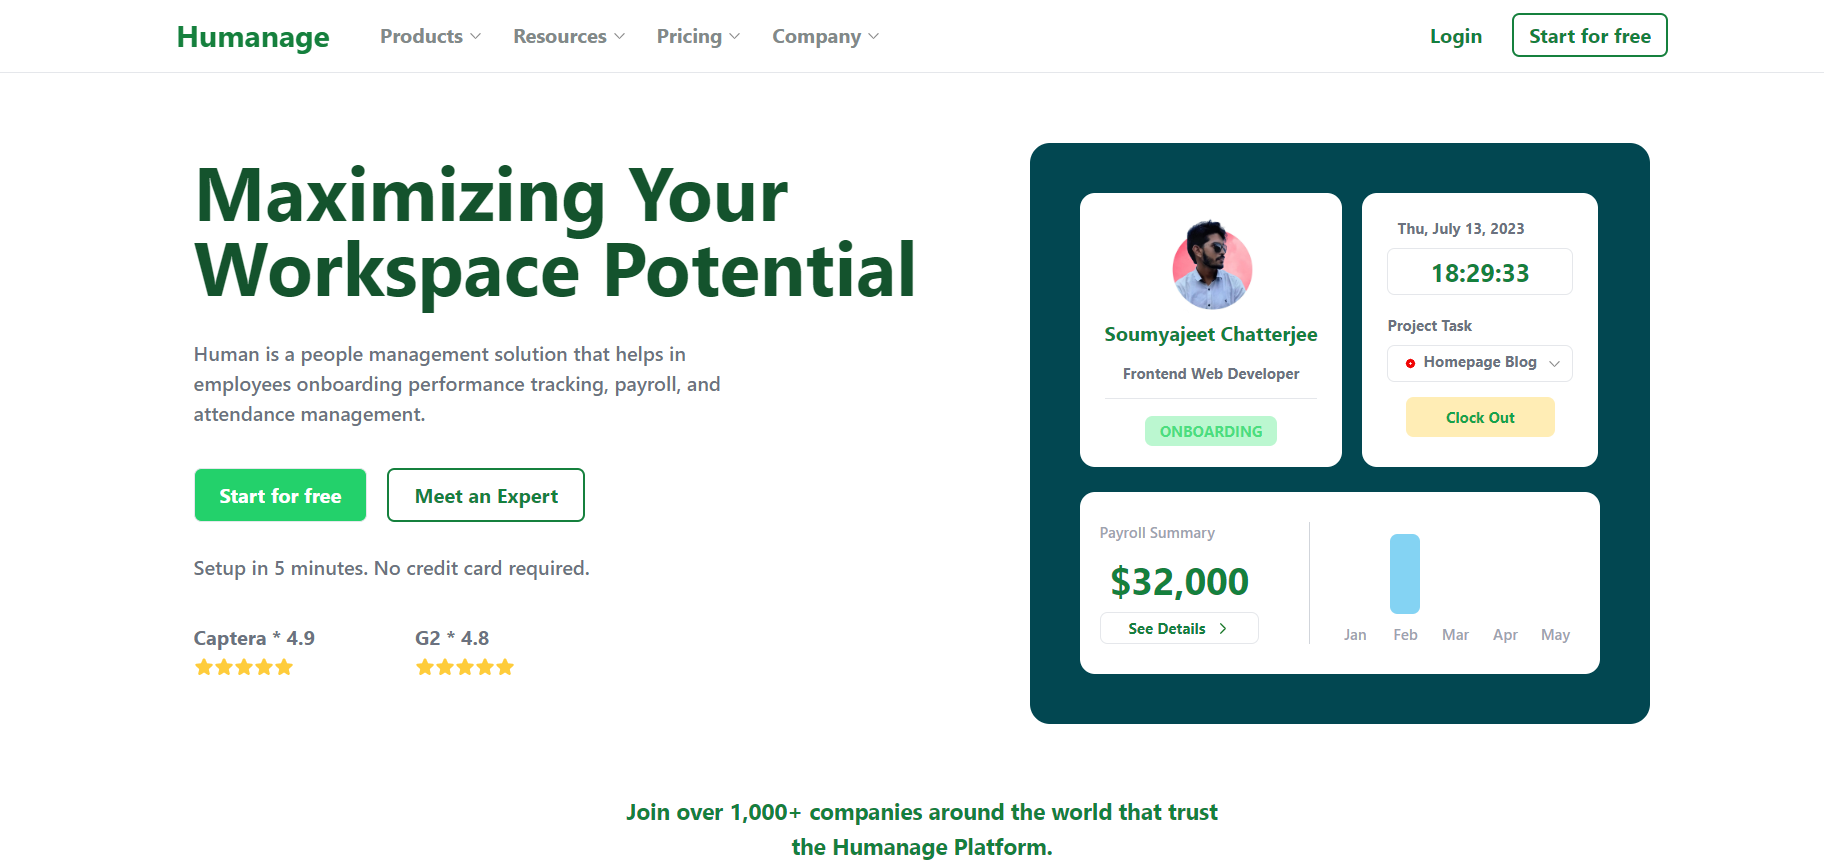 Humanage
Products
Resources
Pricing
Company
Login
Start for free
Maximizing Your
Workspace Potential
Human is a people management solution that helps in
employees onboarding performance tracking, payroll, and
attendance management.
Start for free
Meet an Expert
Setup in 5 minutes. No credit card required.
Captera * 4.9
G2 * 4.8
Soumyajeet Chatterjee
Frontend Web Developer
ONBOARDING
Thu, July 13, 2023
18:29:33
Project Task
Homepage Blog
Clock Out
Payroll Summary
$32,000
See Details
Jan Feb Mar Apr May
Join over 1,000+ companies around the world that trust
the Humanage Platform.